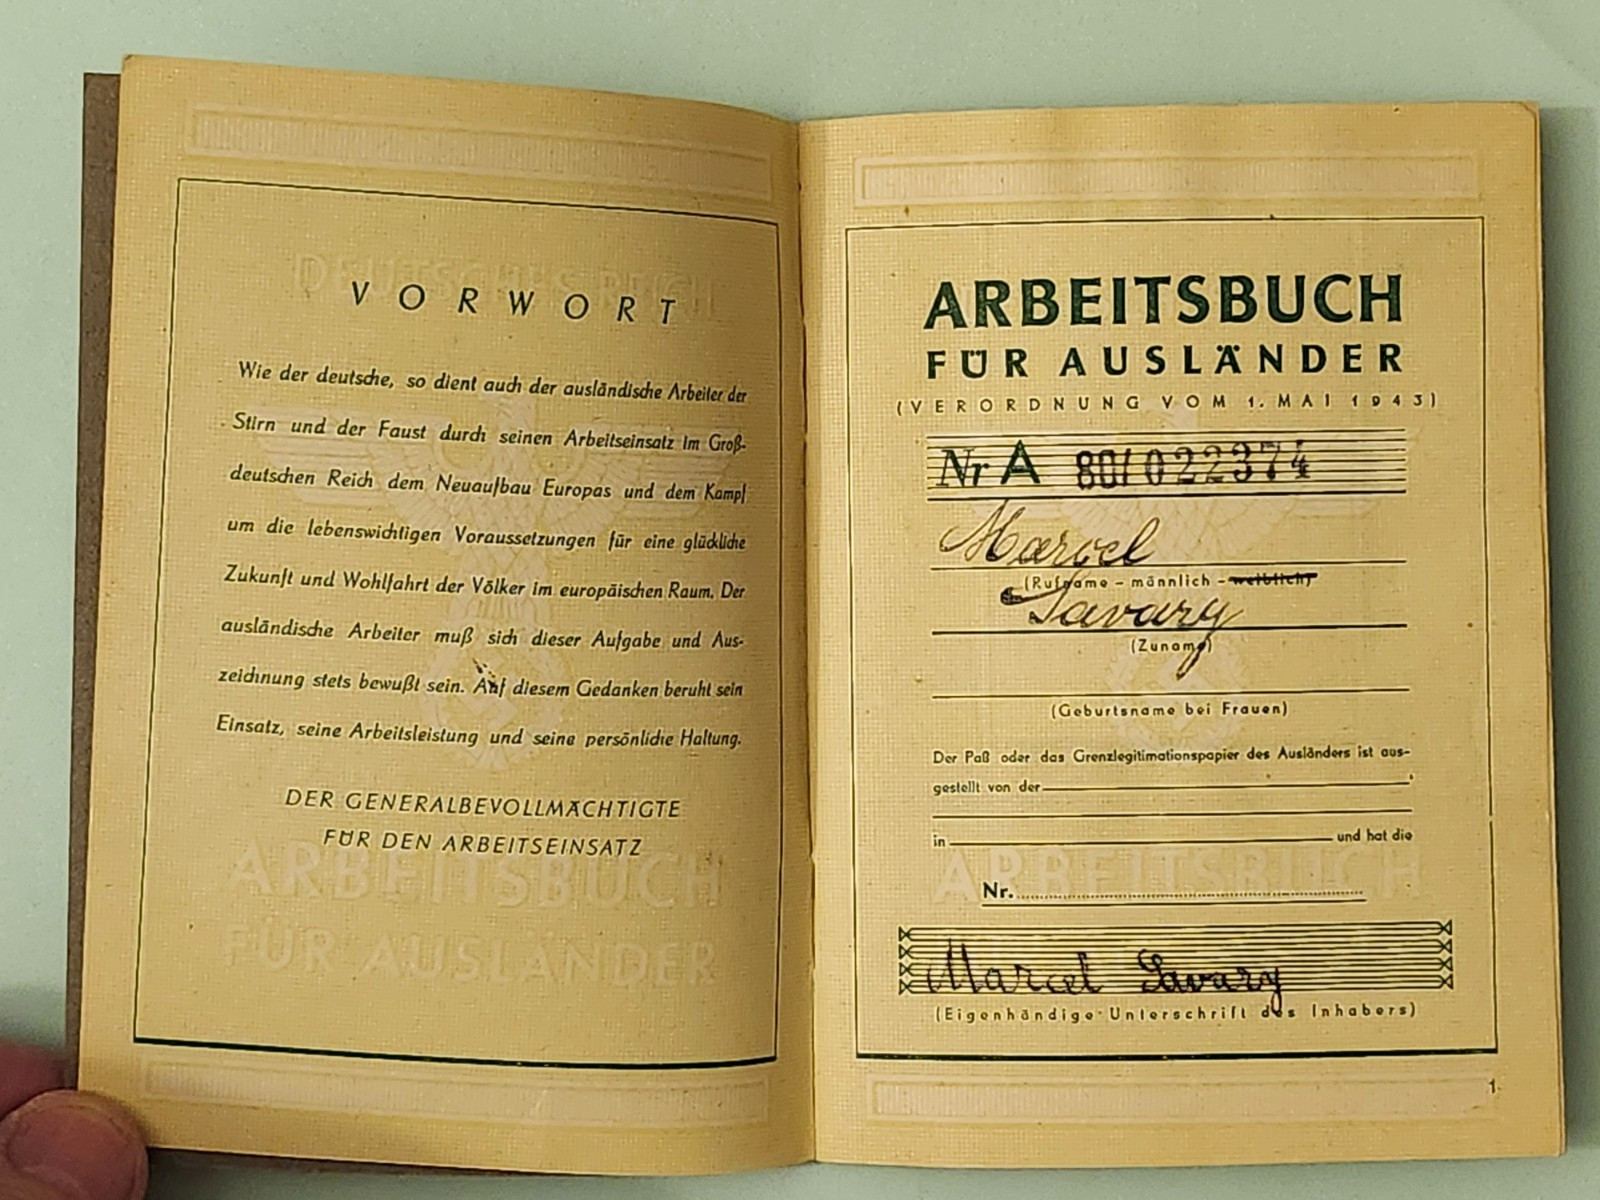 DEUTSCHES REICH
VORWORT
Wie der deutsche, so dient auch der ausländische Arbeiter der
Stirn und der Faust durch seinen Arbeitseinsatz im Groß-
deutschen Reich dem Neuaufbau Europas und dem Kampf
um die lebenswichtigen Voraussetzungen für eine glückliche
Zukunft und Wohlfahrt der Völker im europäischen Raum. Der
ausländische Arbeiter muß sich dieser Aufgabe und Aus-
zeichnung stets bewußt sein. Auf diesem Gedanken beruht sein
Einsatz, seine Arbeitsleistung und seine persönliche Haltung.
DER GENERALBEVOLLMÄCHTIGTE
FÜR DEN ARBEITSEINSATZ
ARBEITSBUCH
FÜR AUSLÄNDER
ARBEITSBUCH
FÜR AUSLÄNDER
(VERORDNUNG VOM 1. MAI 1943)
Nr A 80/022374
Marcel
(Rufname - männlich - weiblich)
Savary
(Zuname)
(Geburtsname bei Frauen)
Der Paß oder das Grenzlegitimationspapier des Ausländers ist aus-
gestellt von der
in und hat die
ARBEITSBUCH
Nr.
Marcel Savary
(Eigenhändige Unterschrift des Inhabers)
1